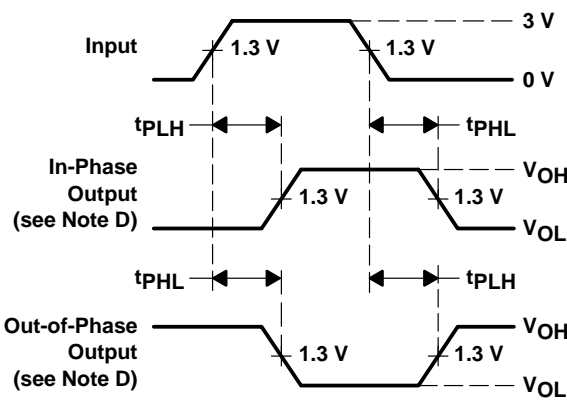 3 V
Input
1.3 V
1.3 V
0 V
tPLH
tPHL
In-Phase
Output
(see Note D)
VOH
1.3 V
1.3 V
VOL
tPHL
tPLH
Out-of-Phase
Output
(see Note D)
VOH
1.3 V
1.3 V
VOL